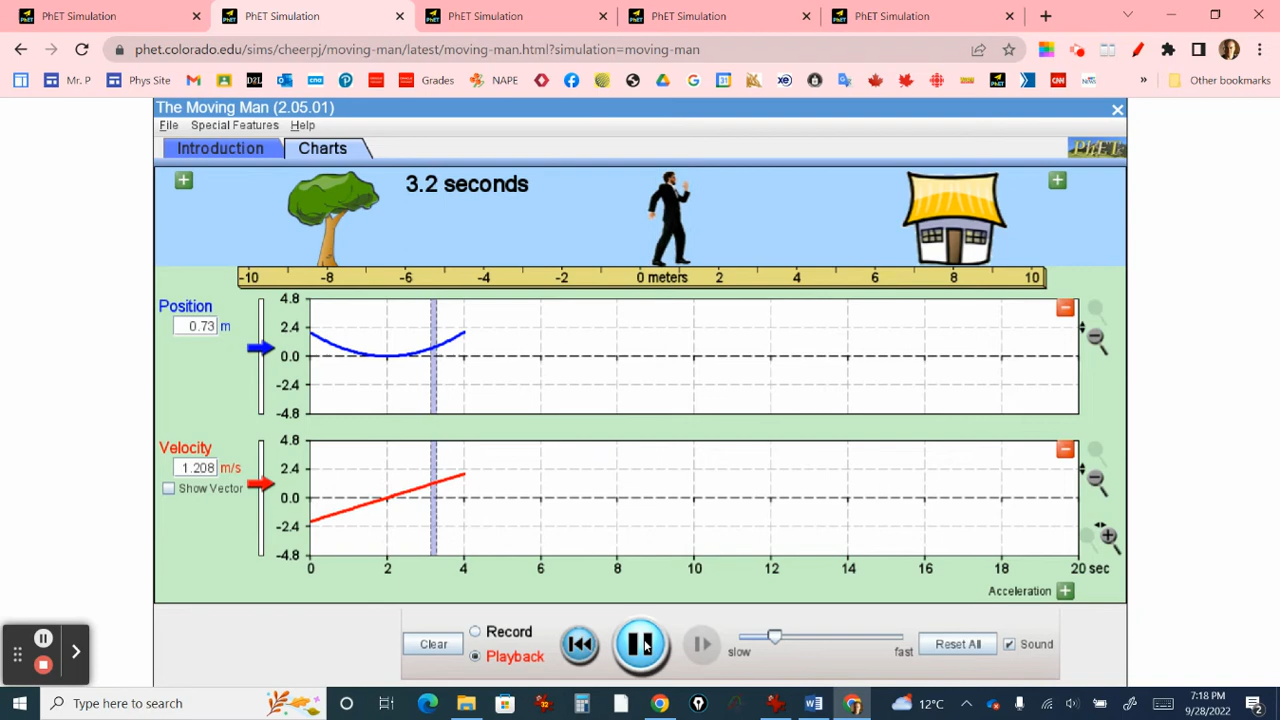 PhET Simulation PhET Simulation PhET Simulation PhET Simulation PhET Simulation
phet.colorado.edu/sims/cheerpj/moving-man/latest/moving-man.html?simulation=moving-man
Mr. P Phys Site D2L cno Grades NAPE xe CNN Other bookmarks
The Moving Man (2.05.01)
File Special Features Help
Introduction Charts PhET
3.2 seconds
-10 -8 -6 -4 -2 0 meters 2 4 6 8 10
Position
0.73 m
4.8
2.4
0.0
-2.4
-4.8
Velocity
1.208 m/s
Show Vector
4.8
2.4
0.0
-2.4
-4.8
0 2 4 6 8 10 12 14 16 18 20 sec
Acceleration
Clear Record
Playback
slow fast
Reset All Sound
Type here to search
12°C
7:18 PM
9/28/2022
2